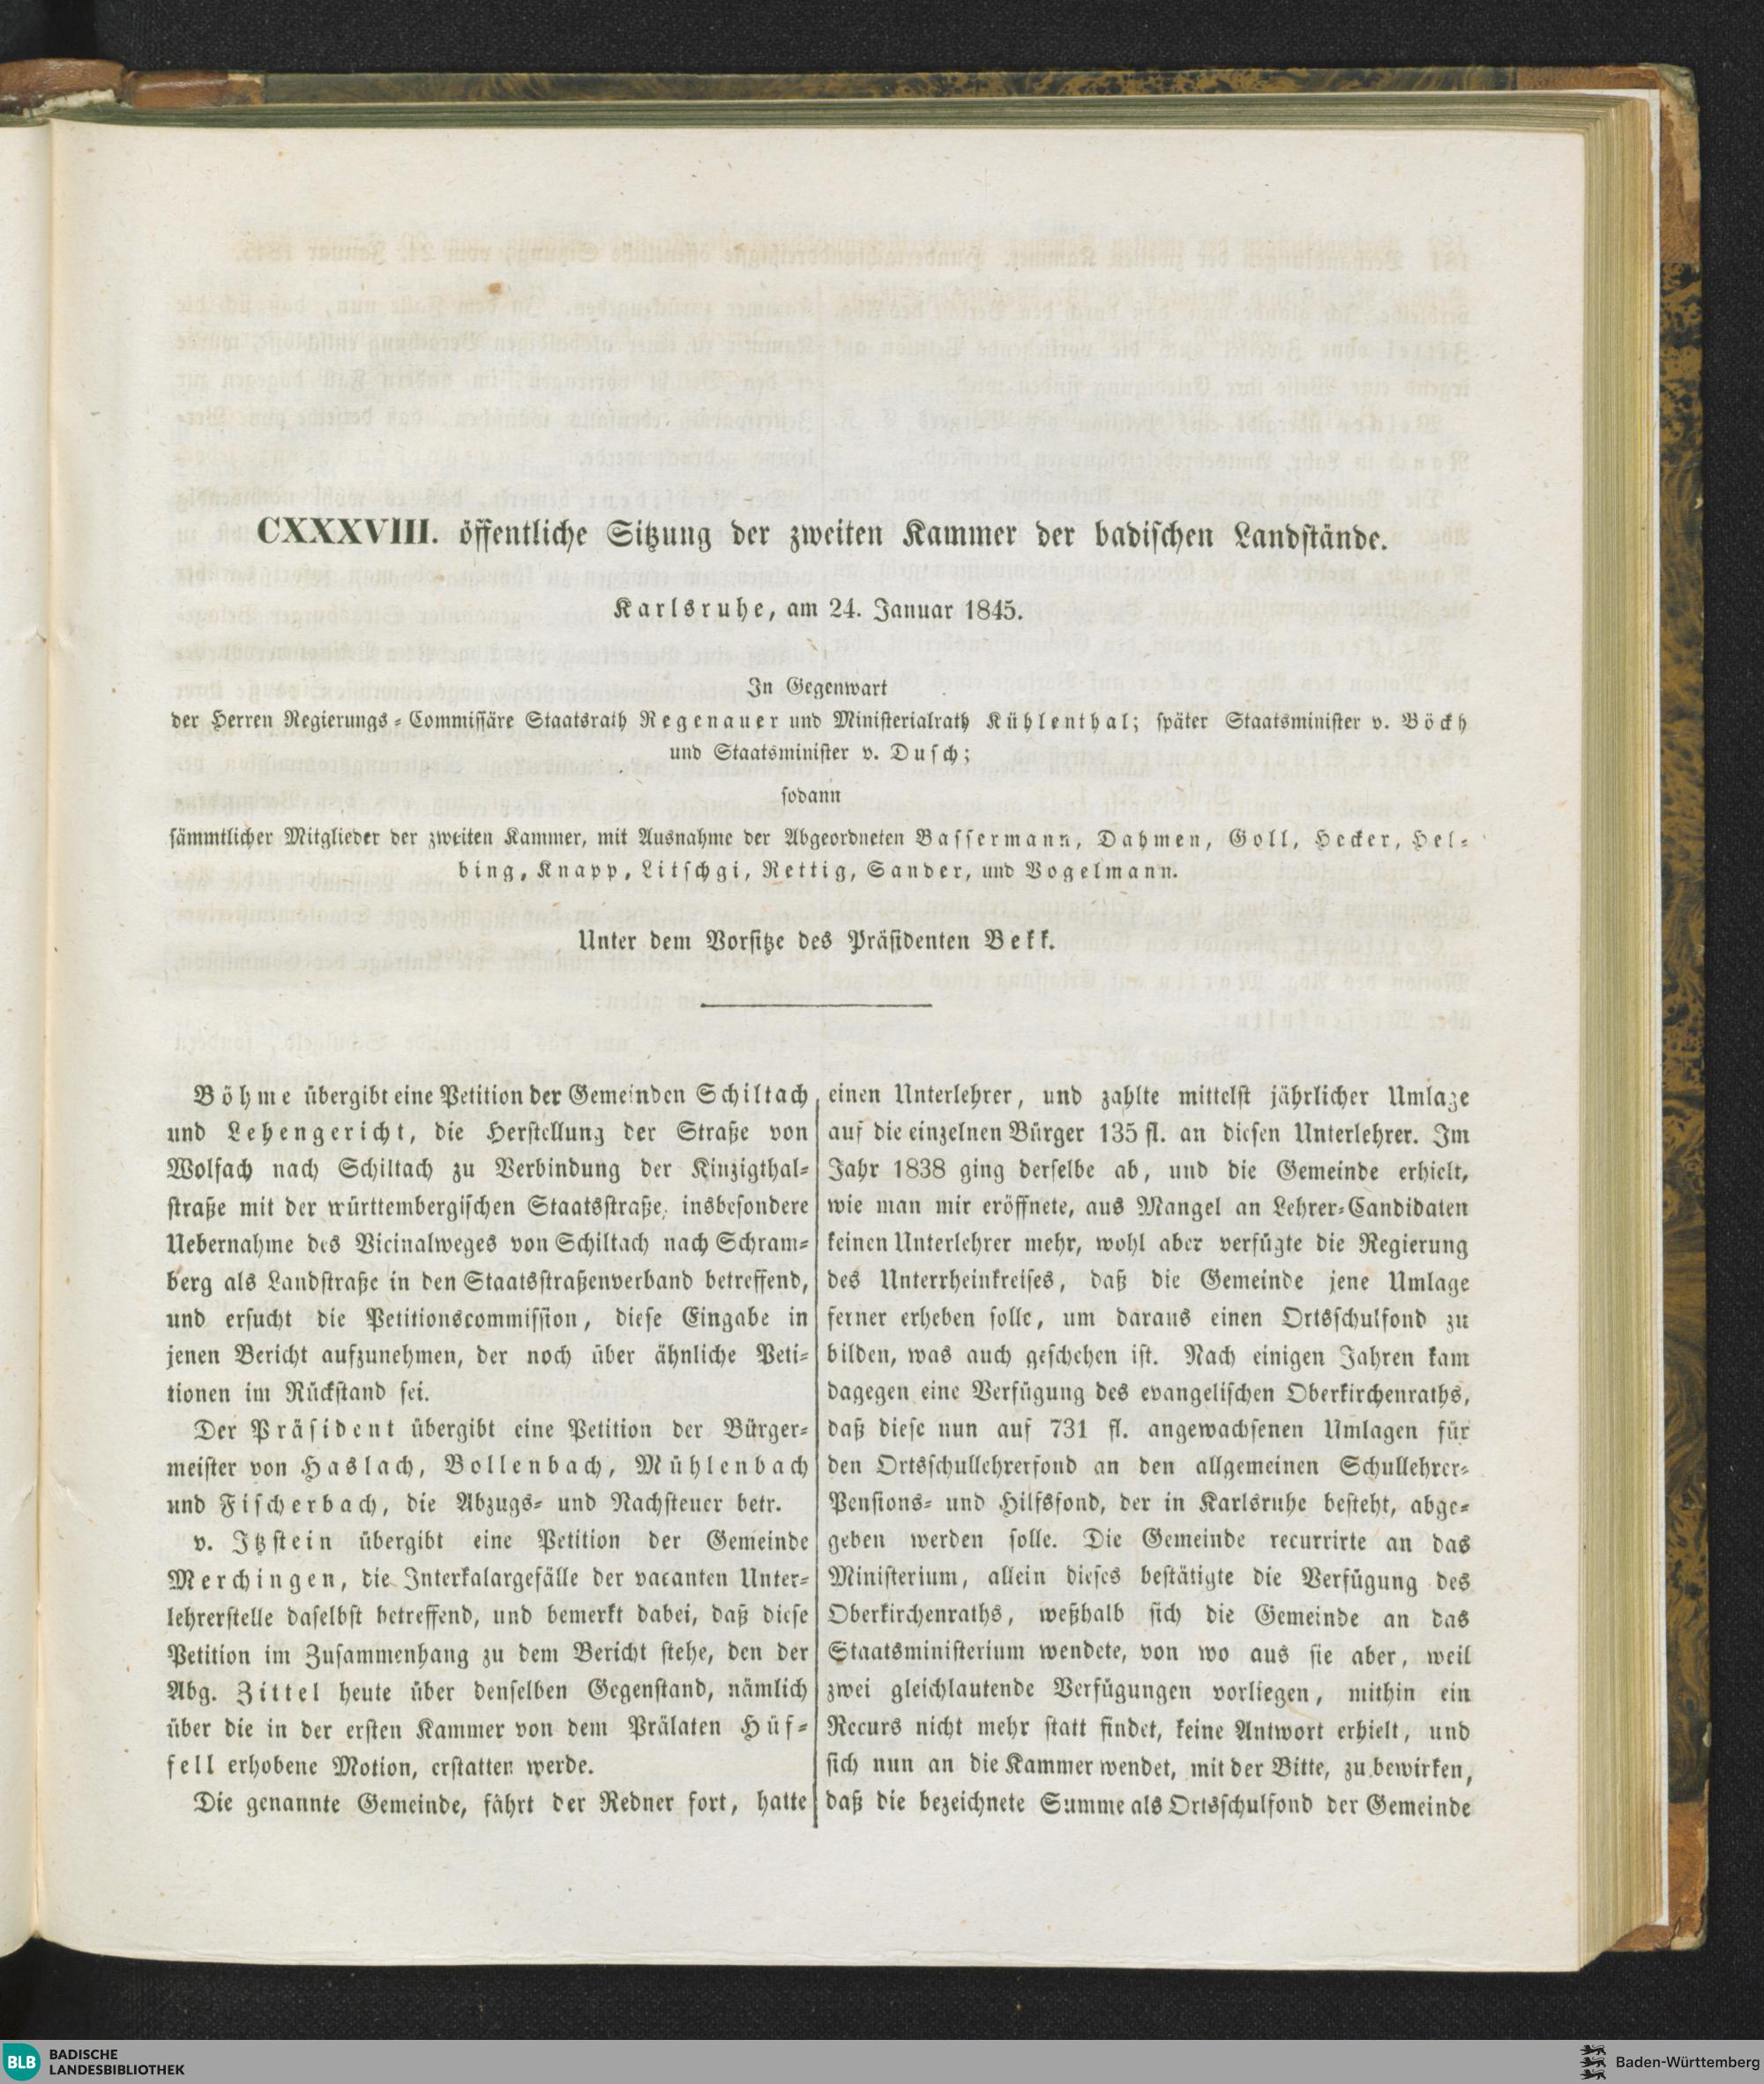 CXXXVIII. öffentliche Sitzung der zweiten Kammer der badischen Landstände.
Karlsruhe, am 24. Januar 1845.
In Gegenwart
der Herren Regierungs-Commissäre Staatsrath Regenauer und Ministerialrath Kühlenthal; später Staatsminister v. Böckh
und Staatsminister v. Dusch;
sodann
sämmtlicher Mitglieder der zweiten Kammer, mit Ausnahme der Abgeordneten Bassermann, Dahmen, Goll, Hecker, Hel-
bing, Knapp, Litschgi, Rettig, Sander, und Vogelmann.
Unter dem Vorsitze des Präsidenten Bekk.
Böhme übergibt eine Petition der Gemeinden Schiltach
und Lehengericht, die Herstellung der Straße von
Wolfach nach Schiltach zu Verbindung der Kinzigthal-
straße mit der württembergischen Staatsstraße, insbesondere
Uebernahme des Vicinalweges von Schiltach nach Schram-
berg als Landstraße in den Staatsstraßenverband betreffend,
und ersucht die Petitionscommission, diese Eingabe in
jenen Bericht aufzunehmen, der noch über ähnliche Peti-
tionen im Rückstand sei.
Der Präsident übergibt eine Petition der Bürger-
meister von Haslach, Bollenbach, Mühlenbach
und Fischerbach, die Abzugs- und Nachsteuer betr.
v. Itzstein übergibt eine Petition der Gemeinde
Merchingen, die Interkalargefälle der vacanten Unter-
lehrerstelle daselbst betreffend, und bemerkt dabei, daß diese
Petition im Zusammenhang zu dem Bericht stehe, den der
Abg. Zittel heute über denselben Gegenstand, nämlich
über die in der ersten Kammer von dem Prälaten Hüf-
fell erhobene Motion, erstatten werde.
Die genannte Gemeinde, fährt der Redner fort, hatte
einen Unterlehrer, und zahlte mittelst jährlicher Umlage
auf die einzelnen Bürger 135 fl. an diesen Unterlehrer. Im
Jahr 1838 ging derselbe ab, und die Gemeinde erhielt,
wie man mir eröffnete, aus Mangel an Lehrer-Candidaten
keinen Unterlehrer mehr, wohl aber verfügte die Regierung
des Unterrheinkreises, daß die Gemeinde jene Umlage
ferner erheben solle, um daraus einen Ortsschulfond zu
bilden, was auch geschehen ist. Nach einigen Jahren kam
dagegen eine Verfügung des evangelischen Oberkirchenraths,
daß diese nun auf 731 fl. angewachsenen Umlagen für
den Ortsschullehrerfond an den allgemeinen Schullehrer-
Pensions- und Hilfsfond, der in Karlsruhe besteht, abge-
geben werden solle. Die Gemeinde recurrirte an das
Ministerium, allein dieses bestätigte die Verfügung des
Oberkirchenraths, weßhalb sich die Gemeinde an das
Staatsministerium wendete, von wo aus sie aber, weil
zwei gleichlautende Verfügungen vorliegen, mithin ein
Recurs nicht mehr statt findet, keine Antwort erhielt, und
sich nun an die Kammer wendet, mit der Bitte, zu bewirken,
daß die bezeichnete Summe als Ortsschulfond der Gemeinde
BLB BADISCHE
LANDESBIBLIOTHEK
Baden-Württemberg